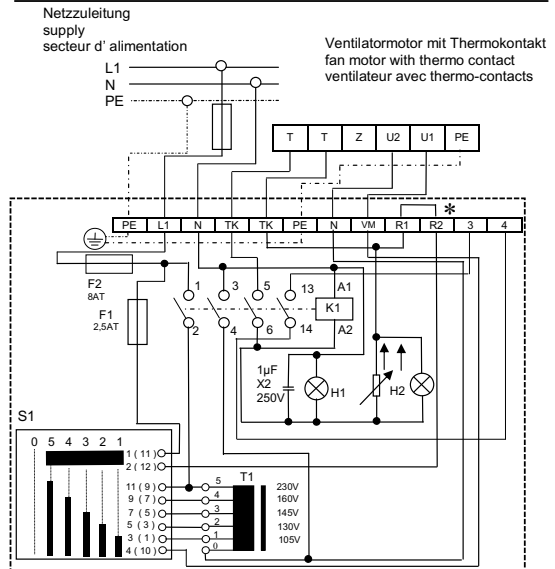 Netzzuleitung
supply
secteur d' alimentation
Ventilatormotor mit Thermokontakt
fan motor with thermo contact
ventilateur avec thermo-contacts
L1
N
PE
T T Z U2 U1 PE
*
PE L1 N TK TK PE N VM R1 R2 3 4
F2
8AT
F1
2,5AT
1 3 5 13 A1
K1
2 4 6 14 A2
1µF
X2
250V
H1
H2
S1
0 5 4 3 2 1
1 ( 11 )
2 ( 12 )
T1
11 ( 9 ) 5 230V
9 ( 7 ) 4 160V
7 ( 5 ) 3 145V
5 ( 3 ) 2 130V
3 ( 1 ) 1 105V
4 ( 10 ) 0